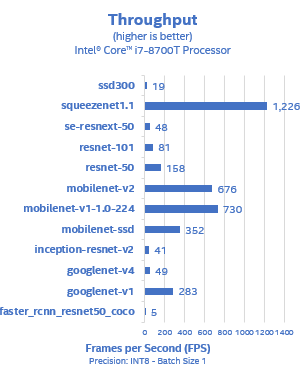 Throughput
(higher is better)
Intel® Core™ i7-8700T Processor
ssd300 19
squeezenet1.1 1,226
se-resnext-50 48
resnet-101 81
resnet-50 158
mobilenet-v2 676
mobilenet-v1-1.0-224 730
mobilenet-ssd 352
inception-resnet-v2 41
googlenet-v4 49
googlenet-v1 283
faster_rcnn_resnet50_coco 5
0 200 400 600 800 1000 1200 1400
Frames per Second (FPS)
Precision: INT8 - Batch Size 1